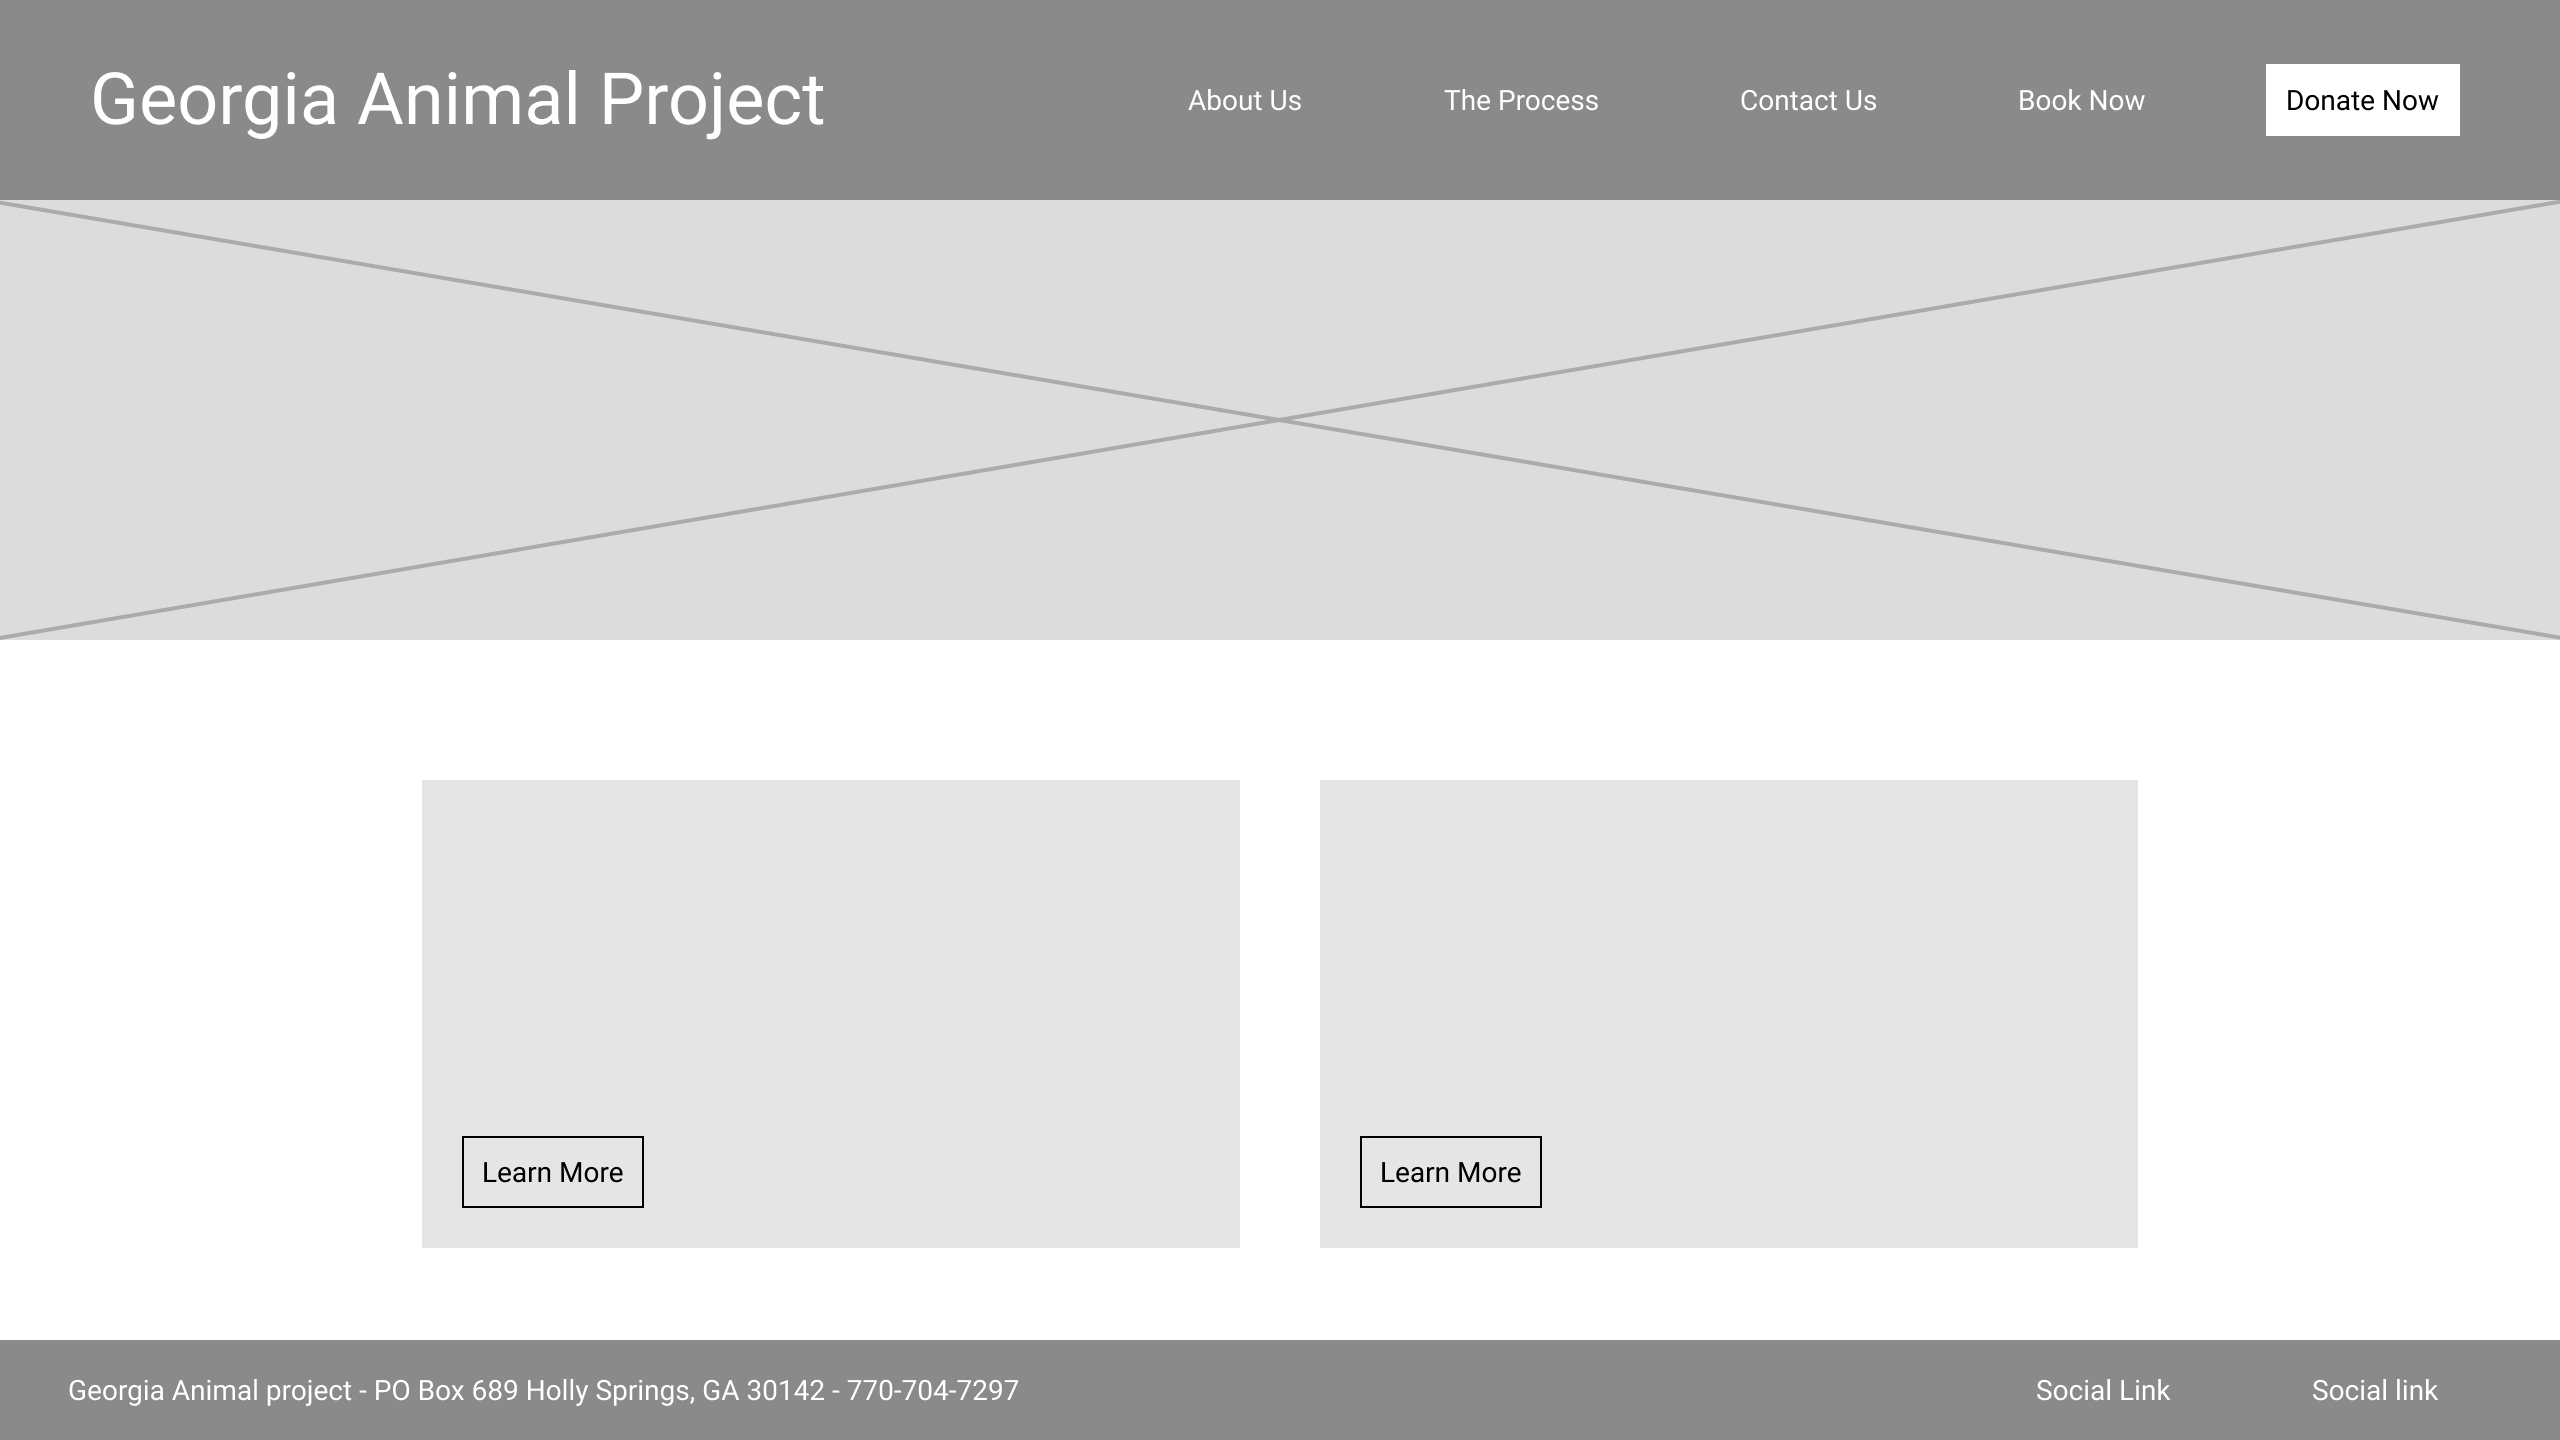 Georgia Animal Project
About Us
The Process
Contact Us
Book Now
Donate Now
Learn More
Learn More
Georgia Animal project - PO Box 689 Holly Springs, GA 30142 - 770-704-7297
Social Link
Social link